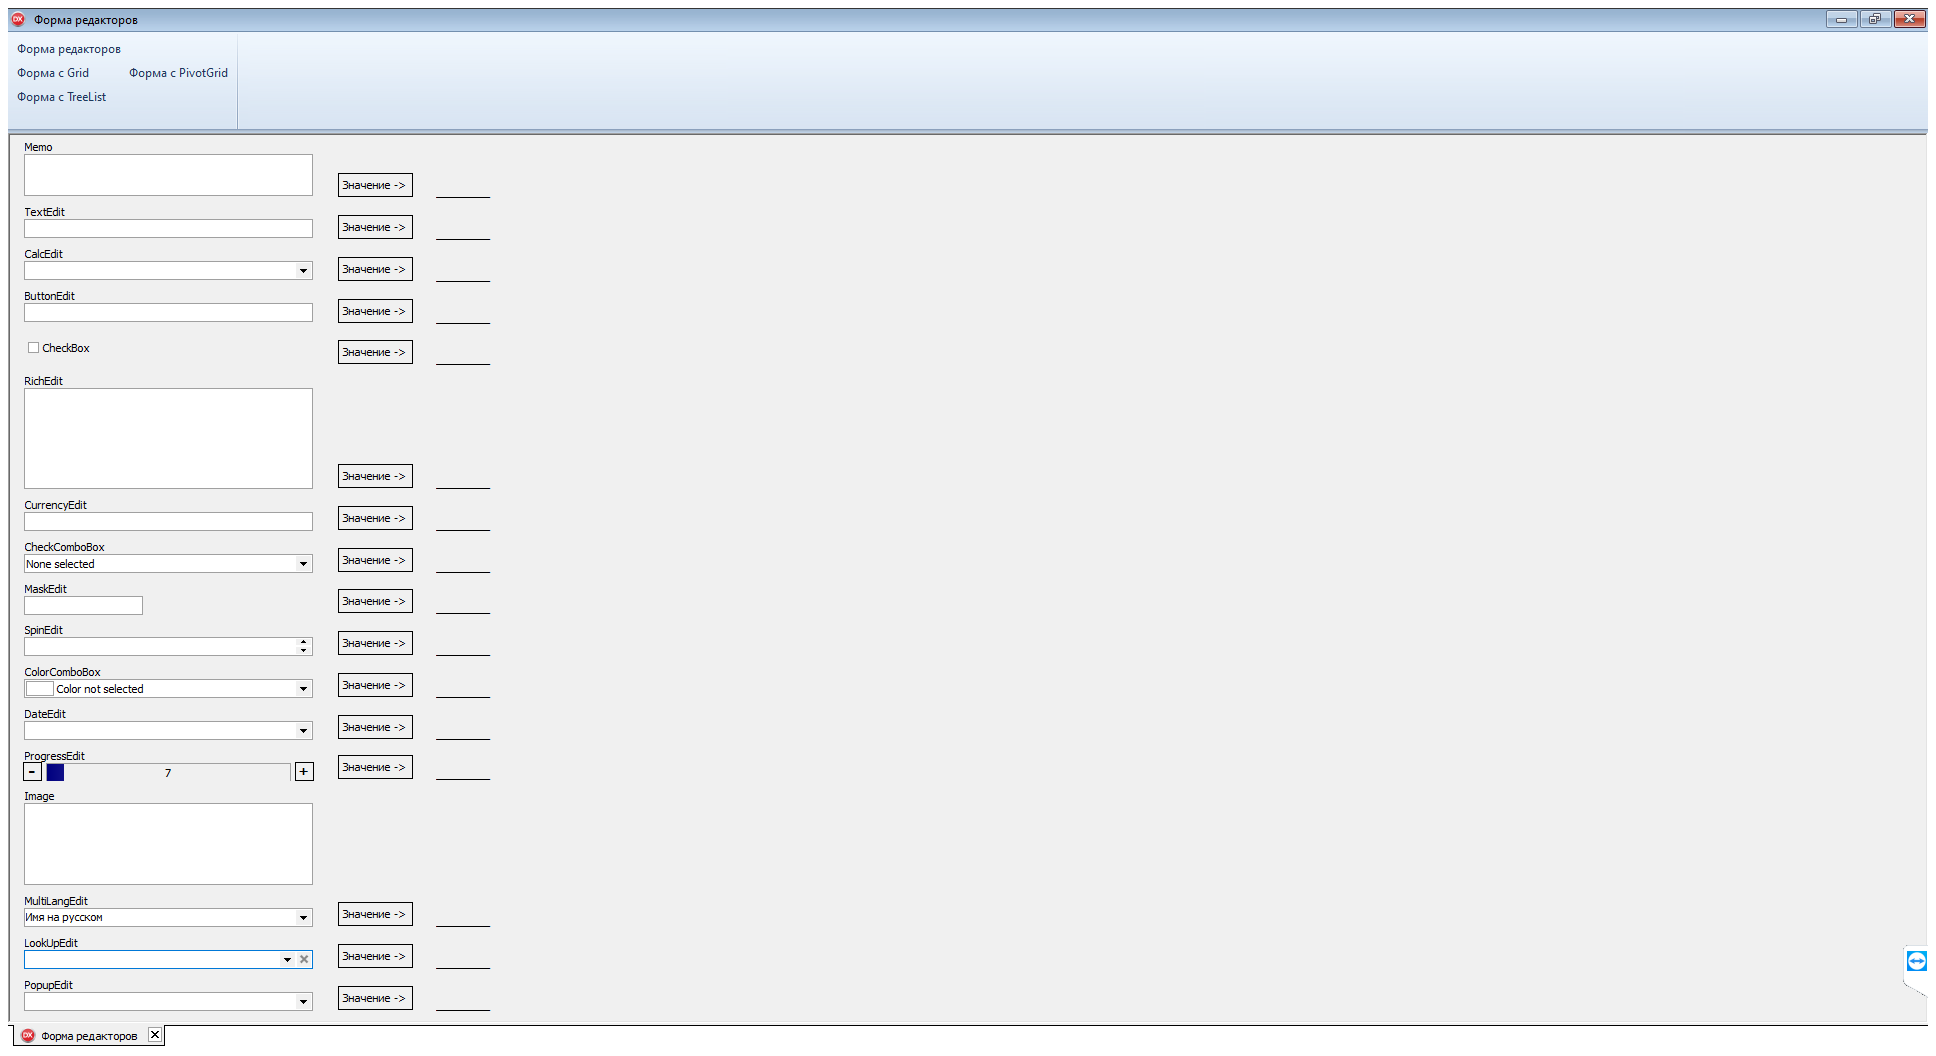 Форма редакторов
Форма редакторов
Форма с Grid Форма с PivotGrid
Форма с TreeList
Memo
Значение ->
TextEdit
Значение ->
CalcEdit
Значение ->
ButtonEdit
Значение ->
CheckBox
Значение ->
RichEdit
Значение ->
CurrencyEdit
Значение ->
CheckComboBox
None selected
Значение ->
MaskEdit
Значение ->
SpinEdit
Значение ->
ColorComboBox
Color not selected
Значение ->
DateEdit
Значение ->
ProgressEdit
- 7 +
Значение ->
Image
MultiLangEdit
Имя на русском
Значение ->
LookUpEdit
Значение ->
PopupEdit
Значение ->
Форма редакторов